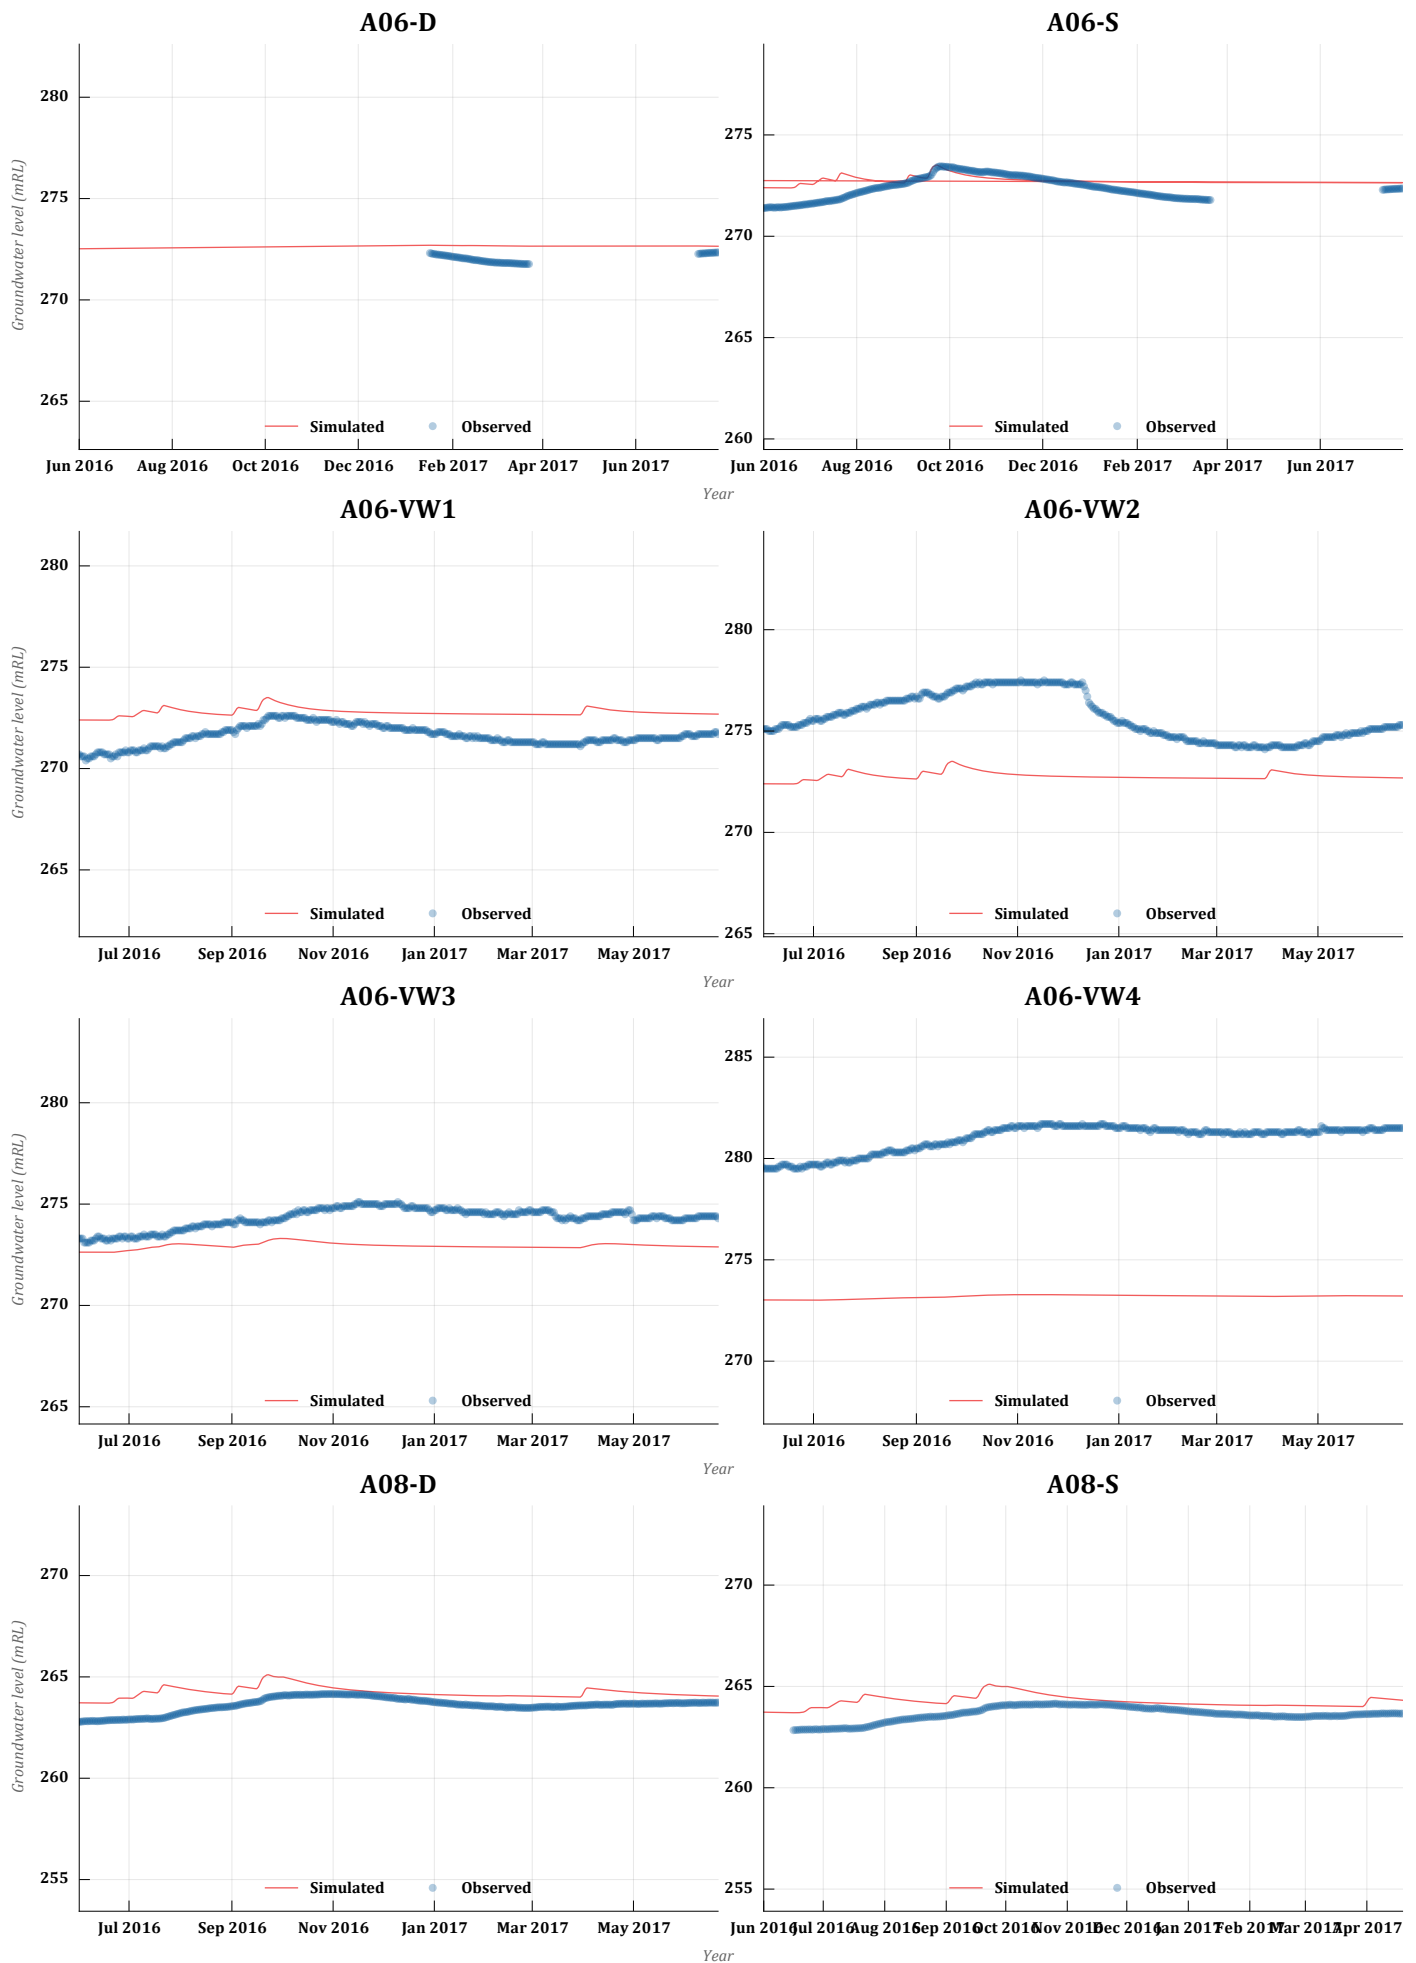 A06-D
A06-S
Groundwater level (mRL)
280
275
270
265
275
270
265
260
Simulated Observed
Simulated Observed
Jun 2016 Aug 2016 Oct 2016 Dec 2016 Feb 2017 Apr 2017 Jun 2017
Jun 2016 Aug 2016 Oct 2016 Dec 2016 Feb 2017 Apr 2017 Jun 2017
Year
A06-VW1
A06-VW2
Groundwater level (mRL)
280
275
270
265
280
275
270
265
Simulated Observed
Simulated Observed
Jul 2016 Sep 2016 Nov 2016 Jan 2017 Mar 2017 May 2017
Jul 2016 Sep 2016 Nov 2016 Jan 2017 Mar 2017 May 2017
Year
A06-VW3
A06-VW4
Groundwater level (mRL)
280
275
270
265
285
280
275
270
Simulated Observed
Simulated Observed
Jul 2016 Sep 2016 Nov 2016 Jan 2017 Mar 2017 May 2017
Jul 2016 Sep 2016 Nov 2016 Jan 2017 Mar 2017 May 2017
Year
A08-D
A08-S
Groundwater level (mRL)
270
265
260
255
270
265
260
255
Simulated Observed
Simulated Observed
Jul 2016 Sep 2016 Nov 2016 Jan 2017 Mar 2017 May 2017
Jun 2016 Jul 2016 Aug 2016 Sep 2016 Oct 2016 Nov 2016 Dec 2016 Jan 2017 Feb 2017 Mar 2017 Apr 2017
Year